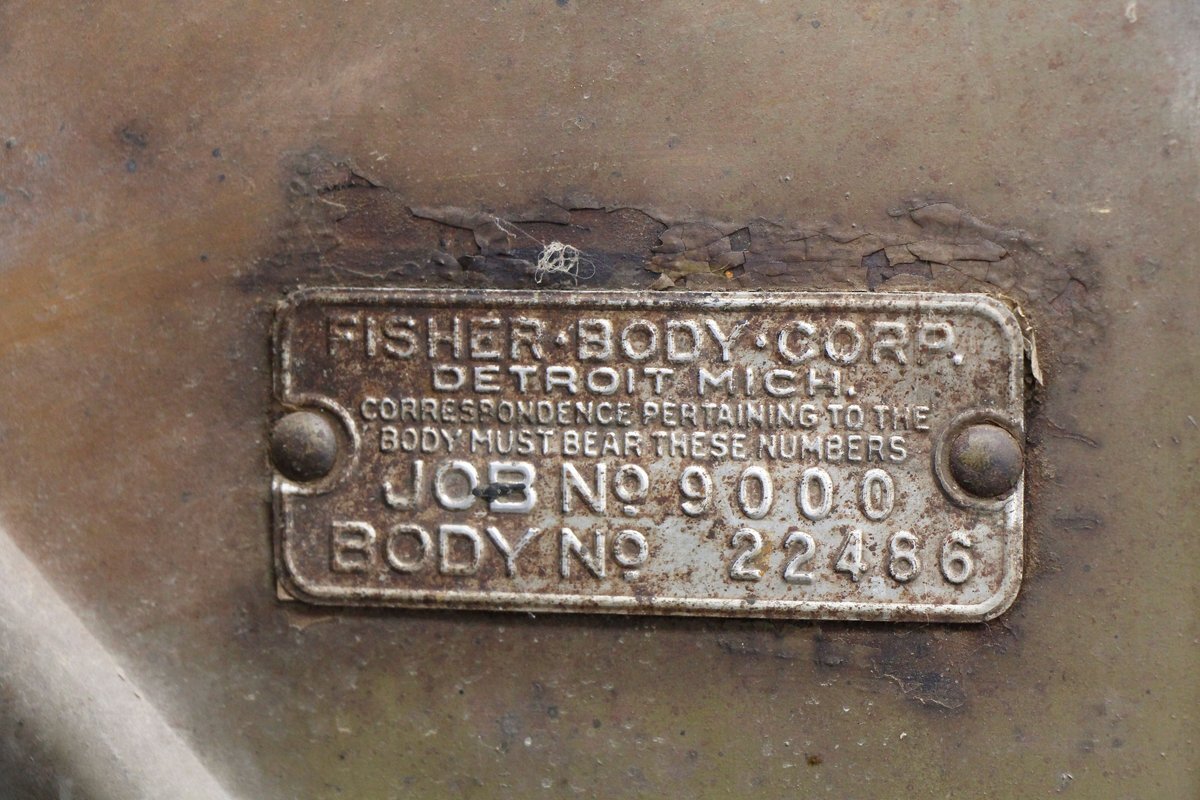 FISHER · BODY · CORP.
DETROIT MICH.
CORRESPONDENCE PERTAINING TO THE
BODY MUST BEAR THESE NUMBERS
JOB Nº 9000
BODY Nº 22486